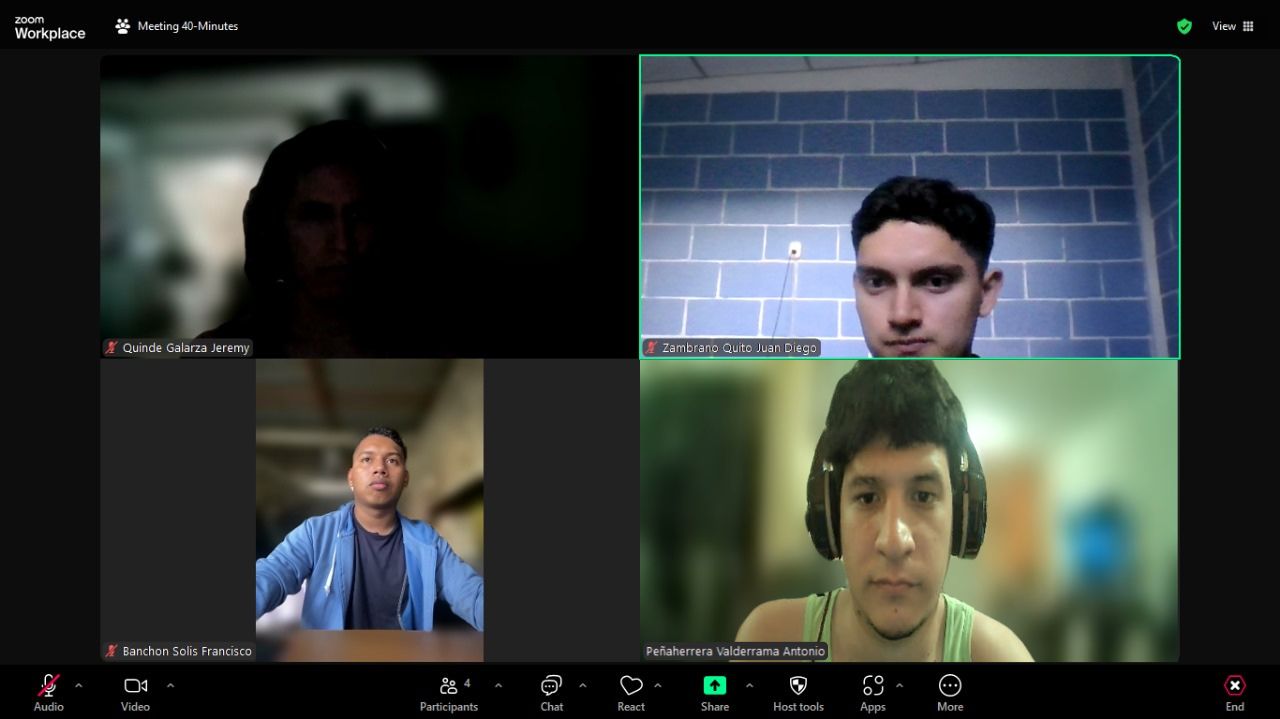 zoom
Workplace
Meeting 40-Minutes
View
Quinde Galarza Jeremy
Zambrano Quito Juan Diego
Banchon Solis Francisco
Peñaherrera Valderrama Antonio
Audio
Video
4
Participants
Chat
React
Share
Host tools
Apps
More
End